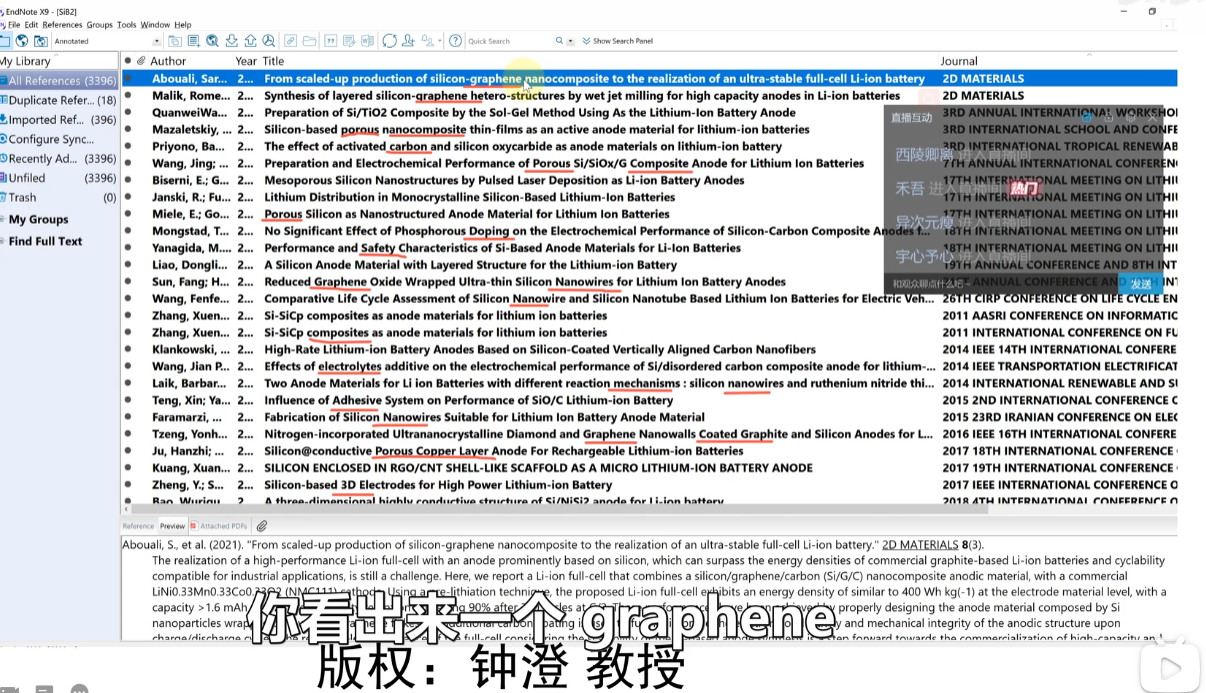 EndNote X9 - [SiB2]
File Edit References Groups Tools Window Help
Annotated
Quick Search
Show Search Panel
My Library
All References (3396)
Duplicate Refer... (18)
Imported Ref... (396)
Configure Sync...
Recently Ad... (3396)
Unfiled (3396)
Trash (0)
My Groups
Find Full Text
Author Year Title Journal
Abouali, Sar... 2... From scaled-up production of silicon-graphene nanocomposite to the realization of an ultra-stable full-cell Li-ion battery 2D MATERIALS
Malik, Rome... 2... Synthesis of layered silicon-graphene hetero-structures by wet jet milling for high capacity anodes in Li-ion batteries 2D MATERIALS
QuanweiWa... 2... Preparation of Si/TiO2 Composite by the Sol-Gel Method Using As the Lithium-Ion Battery Anode 3RD ANNUAL INTERNATIONAL WORKSHO
Mazaletskiy, ... 2... Silicon-based porous nanocomposite thin-films as an active anode material for lithium-ion batteries 3RD INTERNATIONAL SCHOOL AND CONFE
Priyono, Ba... 2... The effect of activated carbon and silicon oxycarbide as anode materials on lithium-ion battery 3RD INTERNATIONAL TROPICAL RENEWAB
Wang, Jing; ... 2... Preparation and Electrochemical Performance of Porous Si/SiOx/G Composite Anode for Lithium Ion Batteries 7TH ANNUAL INTERNATIONAL CONFEREN
Biserni, E.; G... 2... Mesoporous Silicon Nanostructures by Pulsed Laser Deposition as Li-ion Battery Anodes 17TH INTERNATIONAL MEETING ON LITHIU
Janski, R.; Fu... 2... Lithium Distribution in Monocrystalline Silicon-Based Lithium-Ion Batteries 17TH INTERNATIONAL MEETING ON LITHIU
Miele, E.; Go... 2... Porous Silicon as Nanostructured Anode Material for Lithium Ion Batteries 17TH INTERNATIONAL MEETING ON LITHIU
Mongstad, T... 2... No Significant Effect of Phosphorous Doping on the Electrochemical Performance of Silicon-Carbon Composite Anodes f... 18TH INTERNATIONAL MEETING ON LITHIU
Yanagida, M.... 2... Performance and Safety Characteristics of Si-Based Anode Materials for Li-Ion Batteries 18TH INTERNATIONAL MEETING ON LITHIU
Liao, Dongli... 2... A Silicon Anode Material with Layered Structure for the Lithium-ion Battery 19TH ANNUAL CONFERENCE AND 8TH INT
Sun, Fang; H... 2... Reduced Graphene Oxide Wrapped Ultra-thin Silicon Nanowires for Lithium Ion Battery Anodes ANNUAL CONFERENCE AND INT
Wang, Fenfe... 2... Comparative Life Cycle Assessment of Silicon Nanowire and Silicon Nanotube Based Lithium Ion Batteries for Electric Veh... 26TH CIRP CONFERENCE ON LIFE CYCLE EN
Zhang, Xuen... 2... Si-SiCp composites as anode materials for lithium ion batteries 2011 AASRI CONFERENCE ON INFORMATIC
Zhang, Xuen... 2... Si-SiCp composites as anode materials for lithium ion batteries 2011 INTERNATIONAL CONFERENCE ON FU
Klankowski, ... 2... High-Rate Lithium-ion Battery Anodes Based on Silicon-Coated Vertically Aligned Carbon Nanofibers 2014 IEEE 14TH INTERNATIONAL CONFERE
Wang, Jian P... 2... Effects of electrolytes additive on the electrochemical performance of Si/disordered carbon composite anode for lithium-... 2014 IEEE TRANSPORTATION ELECTRIFICAT
Laik, Barbar... 2... Two Anode Materials for Li ion Batteries with different reaction mechanisms : silicon nanowires and ruthenium nitride thi... 2014 INTERNATIONAL RENEWABLE AND SU
Teng, Xin; Ya... 2... Influence of Adhesive System on Performance of SiO/C Lithium-ion Battery 2015 2ND INTERNATIONAL CONFERENCE O
Faramarzi, ... 2... Fabrication of Silicon Nanowires Suitable for Lithium Ion Battery Anode Material 2015 23RD IRANIAN CONFERENCE ON ELEC
Tzeng, Yonh... 2... Nitrogen-incorporated Ultrananocrystalline Diamond and Graphene Nanowalls Coated Graphite and Silicon Anodes for L... 2016 IEEE 16TH INTERNATIONAL CONFERE
Ju, Hanzhi; ... 2... Silicon@conductive Porous Copper Layer Anode For Rechargeable Lithium-ion Batteries 2017 18TH INTERNATIONAL CONFERENCE
Kuang, Xuan... 2... SILICON ENCLOSED IN RGO/CNT SHELL-LIKE SCAFFOLD AS A MICRO LITHIUM-ION BATTERY ANODE 2017 19TH INTERNATIONAL CONFERENCE
Zheng, Y.; S... 2... Silicon-based 3D Electrodes for High Power Lithium-ion Battery 2017 IEEE INTERNATIONAL CONFERENCE O
Bao, Wurigu 2 A three-dimensional highly conductive structure of Si/NiSi2 anode for Li-ion battery 2018 4TH INTERNATIONAL CONFERENCE O
直播互动
西陵卿离 进入直播间
禾吾 进入直播间 热门
异次元瘦 进入直播间
宇心予心 进入直播间
和观众聊点什么吧~ 发送
Reference Preview Attached PDFs
Abouali, S., et al. (2021). "From scaled-up production of silicon-graphene nanocomposite to the realization of an ultra-stable full-cell Li-ion battery." 2D MATERIALS 8(3).
The realization of a high-performance Li-ion full-cell with an anode prominently based on silicon, which can surpass the energy densities of commercial graphite-based Li-ion batteries and cyclability
compatible for industrial applications, is still a challenge. Here, we report a Li-ion full-cell that combines a silicon/graphene/carbon (Si/G/C) nanocomposite anodic material, with a commercial
LiNi0.33Mn0.33Co0.33O2 (NMC111) cathode. Using a pre-lithiation technique, the proposed Li-ion full-cell exhibits an energy density of similar to 400 Wh kg(-1) at the electrode material level, with a
capacity >1.6 mAh 90% after by properly designing the anode material composed by Si
nanoparticles wrap and mechanical integrity of the anodic structure upon
charge/discharge full-cell step forward towards the commercialization of high-capacity and
你看出来一个 graphene
版权：钟澄 教授